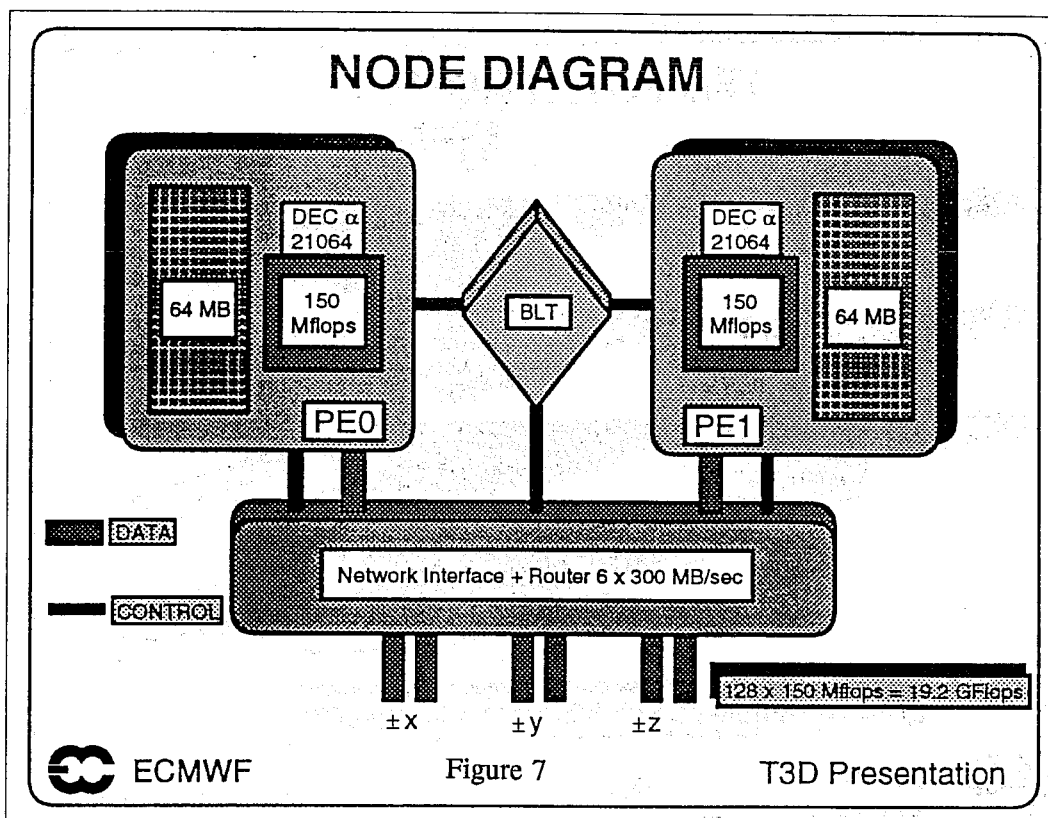 NODE DIAGRAM
DEC α
21064
150
Mflops
64 MB
PE0
BLT
DEC α
21064
150
Mflops
64 MB
PE1
DATA
CONTROL
Network Interface + Router 6 x 300 MB/sec
±x
±y
±z
128 x 150 Mflops = 19.2 GFlops
ECMWF
Figure 7
T3D Presentation